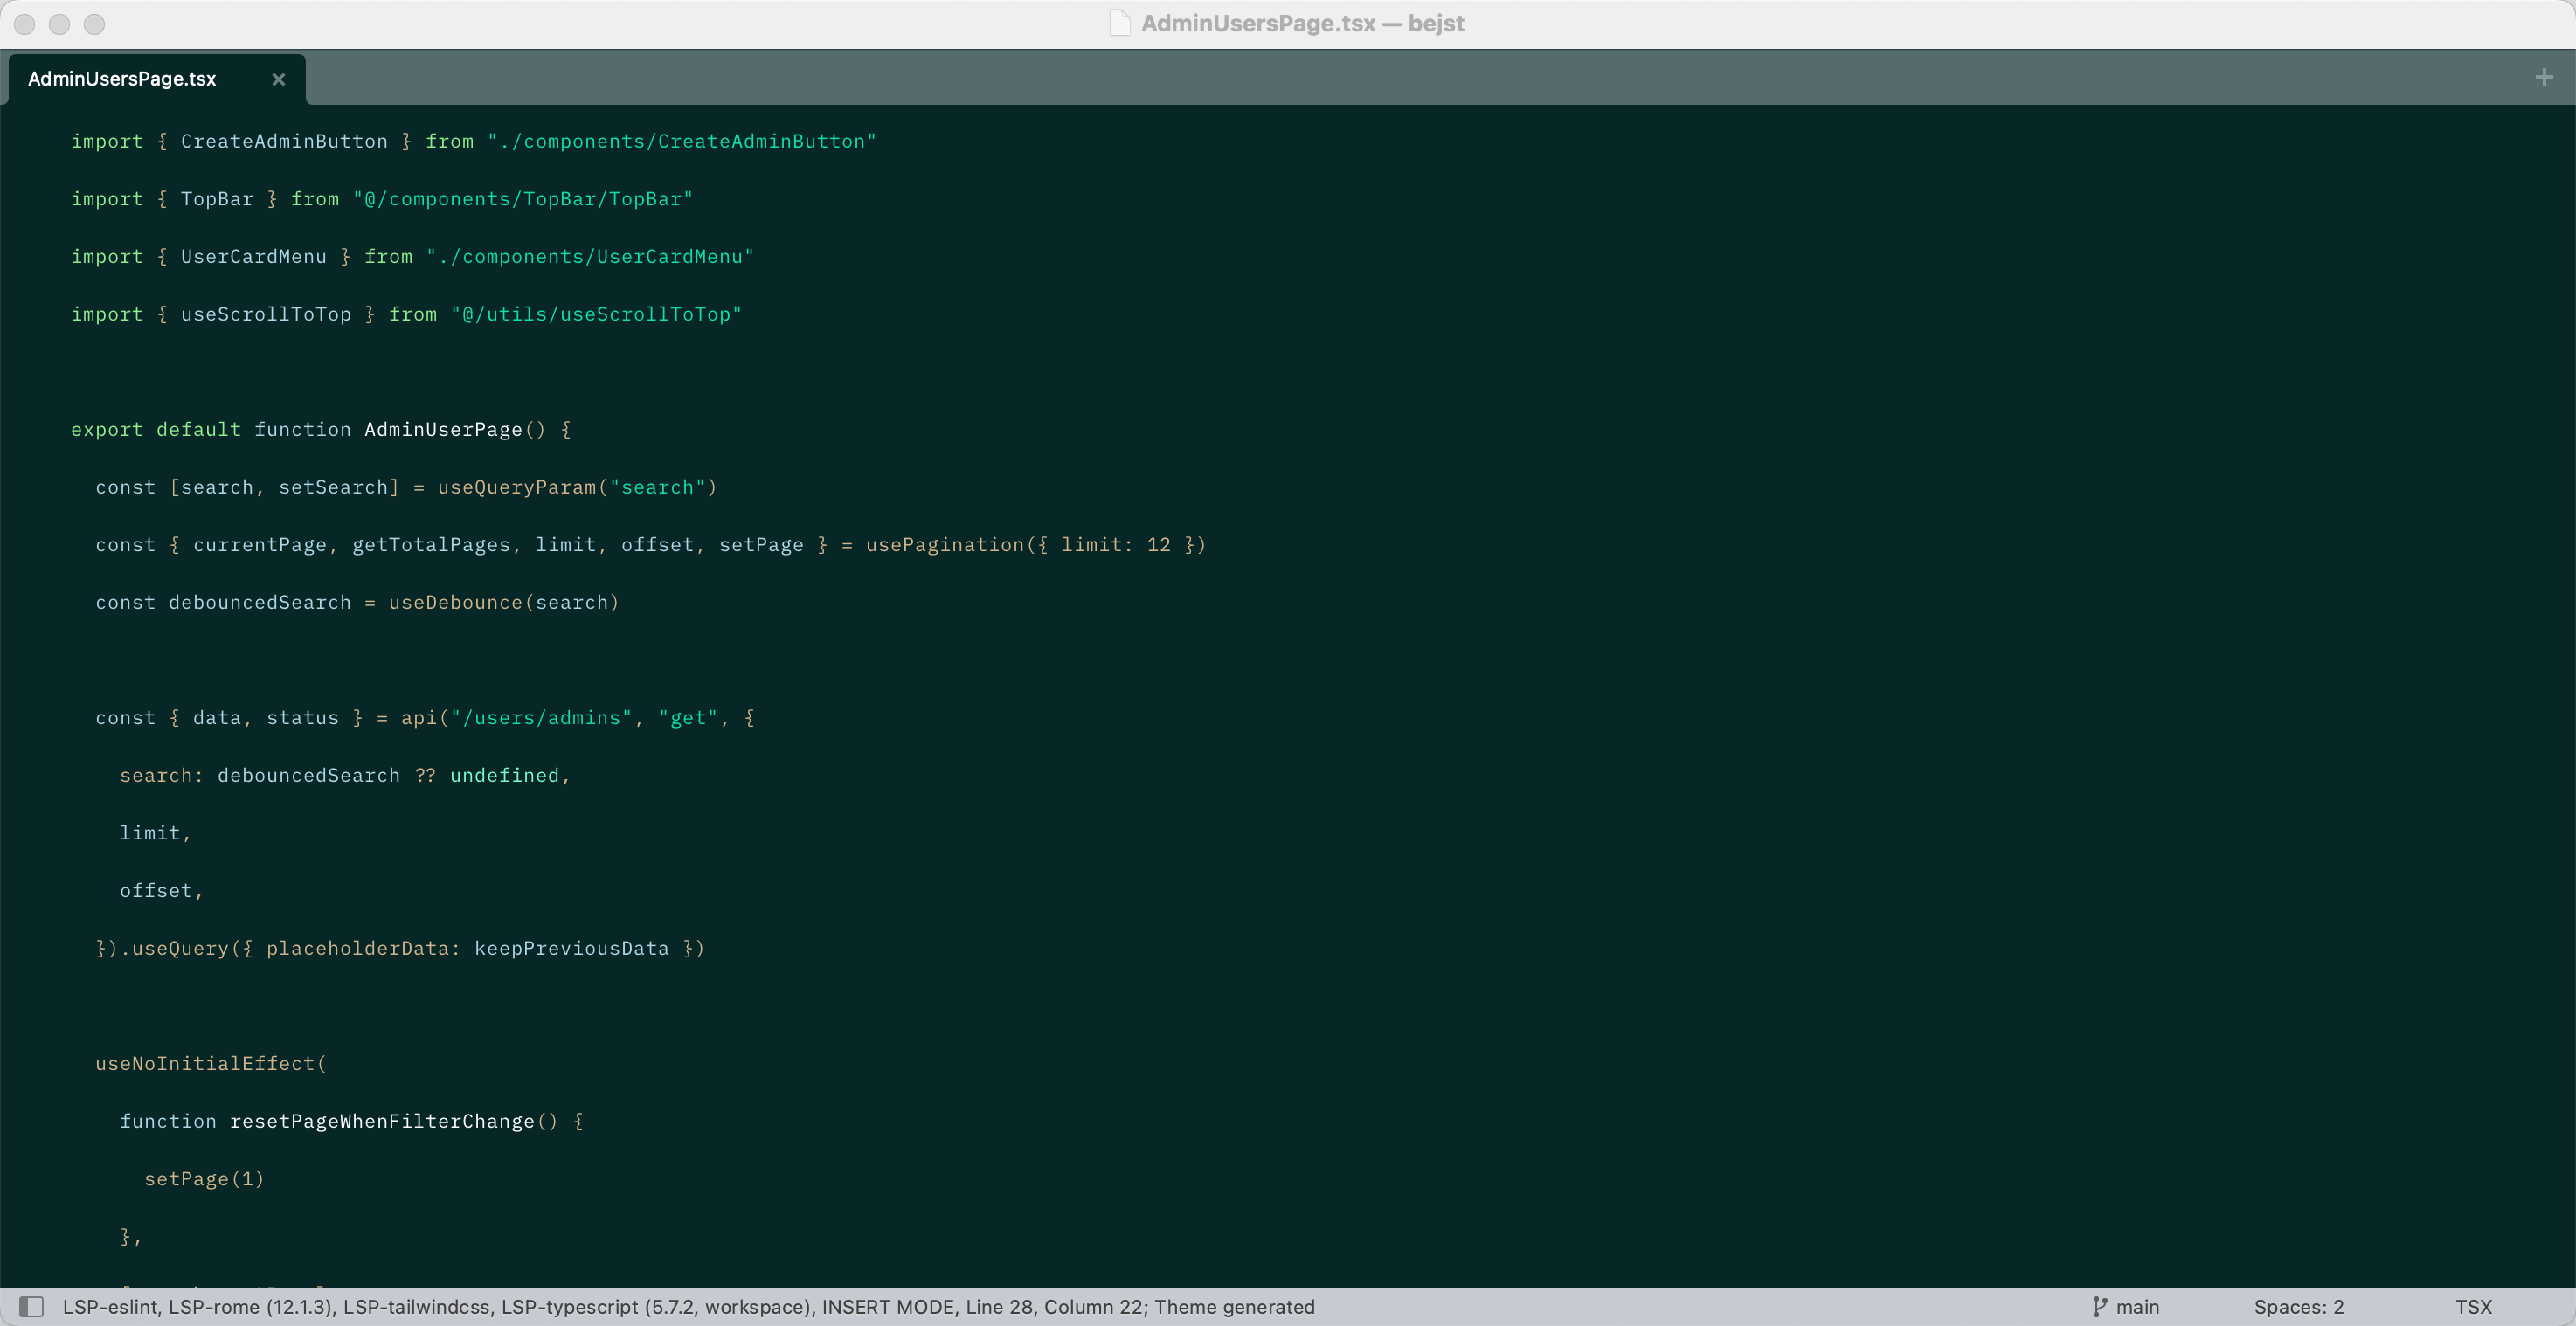 AdminUsersPage.tsx — bejst
AdminUsersPage.tsx
import { CreateAdminButton } from "./components/CreateAdminButton"
import { TopBar } from "@/components/TopBar/TopBar"
import { UserCardMenu } from "./components/UserCardMenu"
import { useScrollToTop } from "@/utils/useScrollToTop"
export default function AdminUserPage() {
const [search, setSearch] = useQueryParam("search")
const { currentPage, getTotalPages, limit, offset, setPage } = usePagination({ limit: 12 })
const debouncedSearch = useDebounce(search)
const { data, status } = api("/users/admins", "get", {
search: debouncedSearch ?? undefined,
limit,
offset,
}).useQuery({ placeholderData: keepPreviousData })
useNoInitialEffect(
function resetPageWhenFilterChange() {
setPage(1)
},
LSP-eslint, LSP-rome (12.1.3), LSP-tailwindcss, LSP-typescript (5.7.2, workspace), INSERT MODE, Line 28, Column 22; Theme generated
main
Spaces: 2
TSX